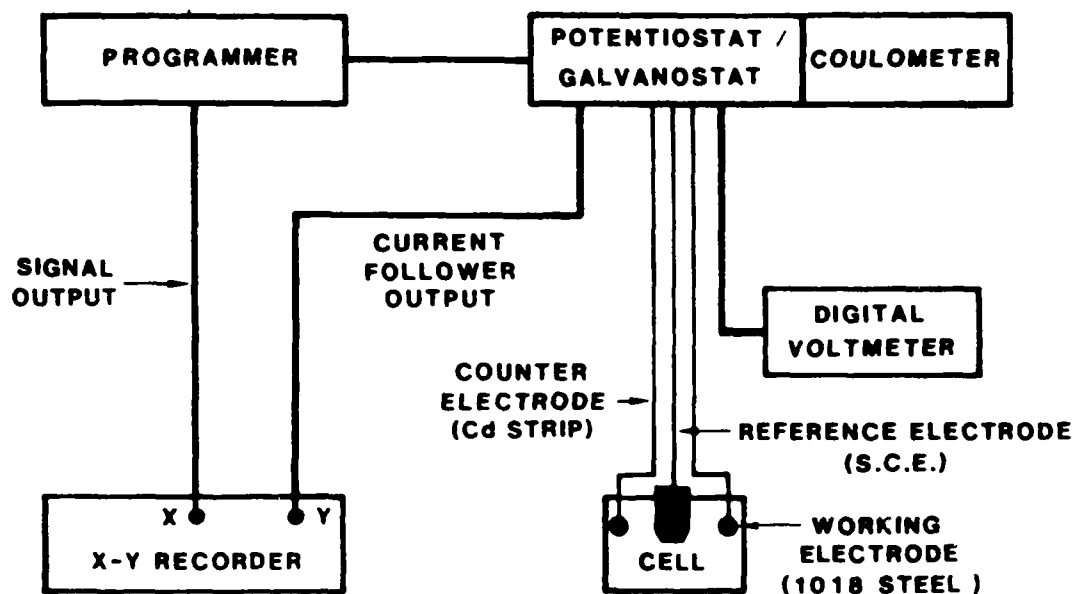 PROGRAMMER
POTENTIOSTAT /
GALVANOSTAT
COULOMETER
SIGNAL
OUTPUT
CURRENT
FOLLOWER
OUTPUT
DIGITAL
VOLTMETER
COUNTER
ELECTRODE
(Cd STRIP)
REFERENCE ELECTRODE
(S.C.E.)
X
Y
X-Y RECORDER
CELL
WORKING
ELECTRODE
(1018 STEEL )